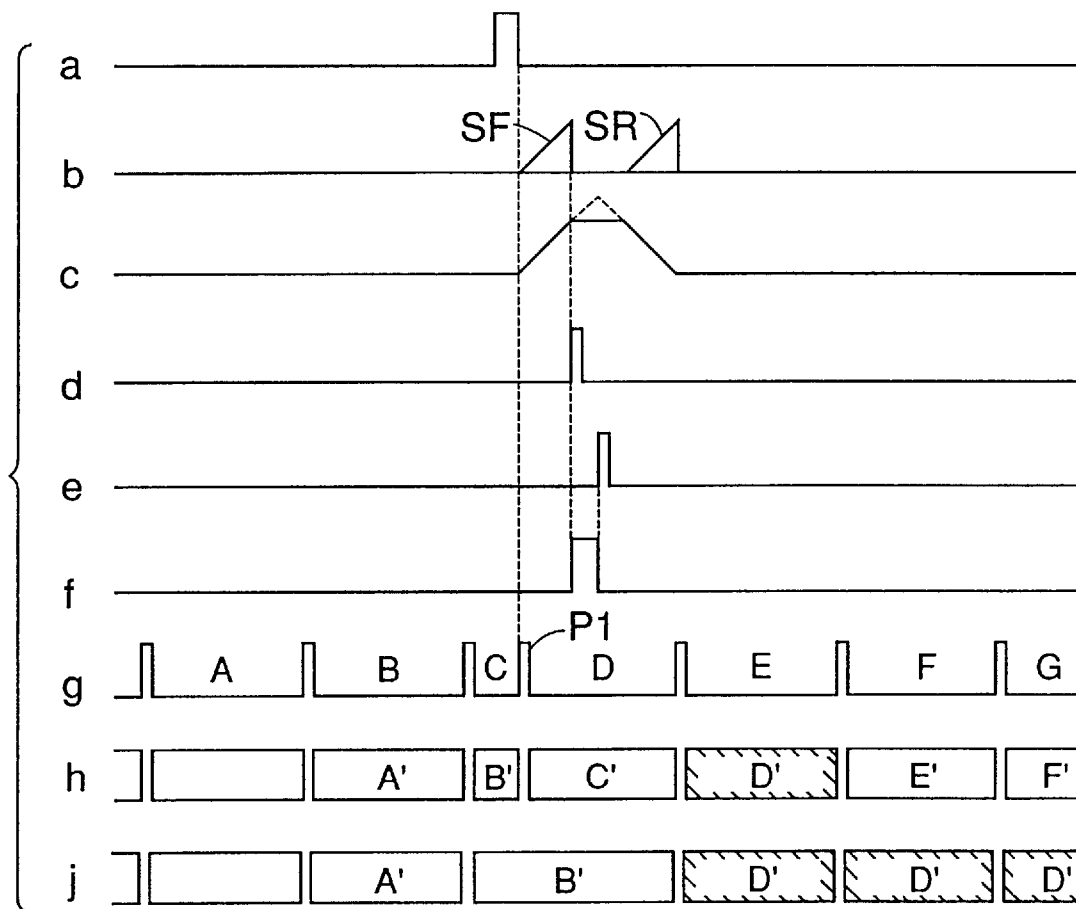 a
SF SR
b
c
d
e
f
P1
g A B C D E F G
h A' B' C' D' E' F'
j A' B' D' D' D'